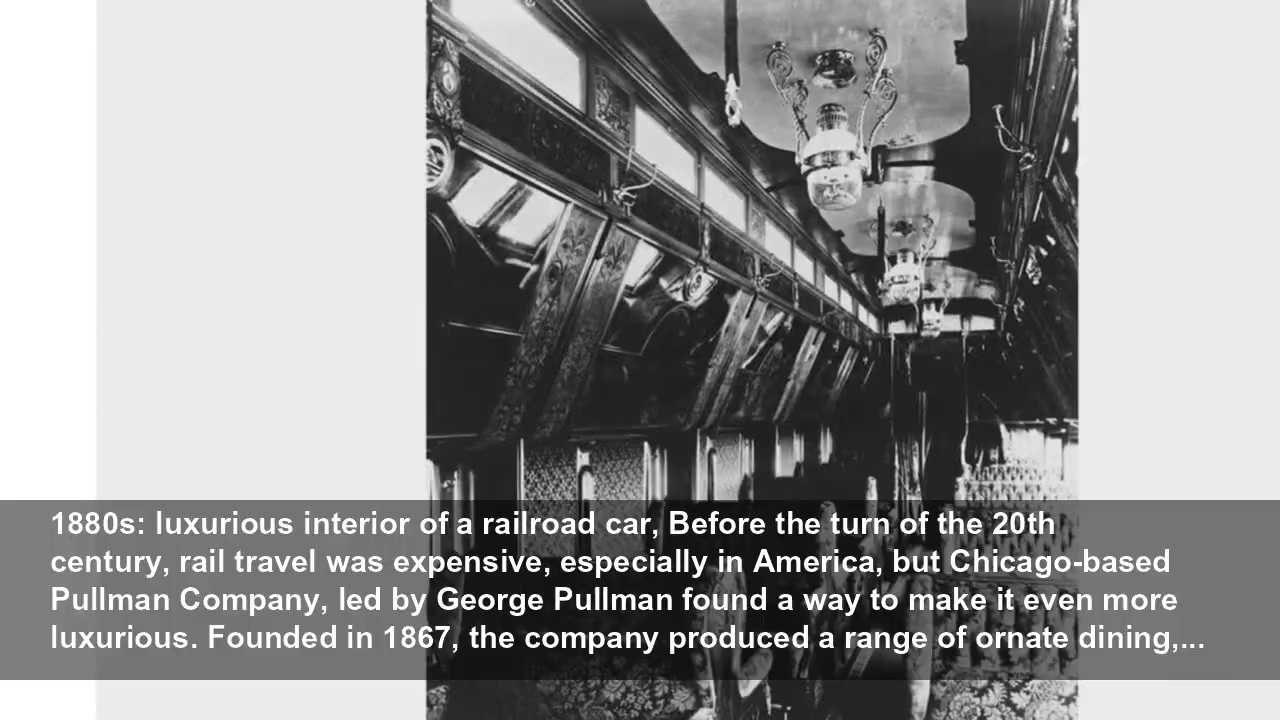 1880s: luxurious interior of a railroad car, Before the turn of the 20th
century, rail travel was expensive, especially in America, but Chicago-based
Pullman Company, led by George Pullman found a way to make it even more
luxurious. Founded in 1867, the company produced a range of ornate dining,...